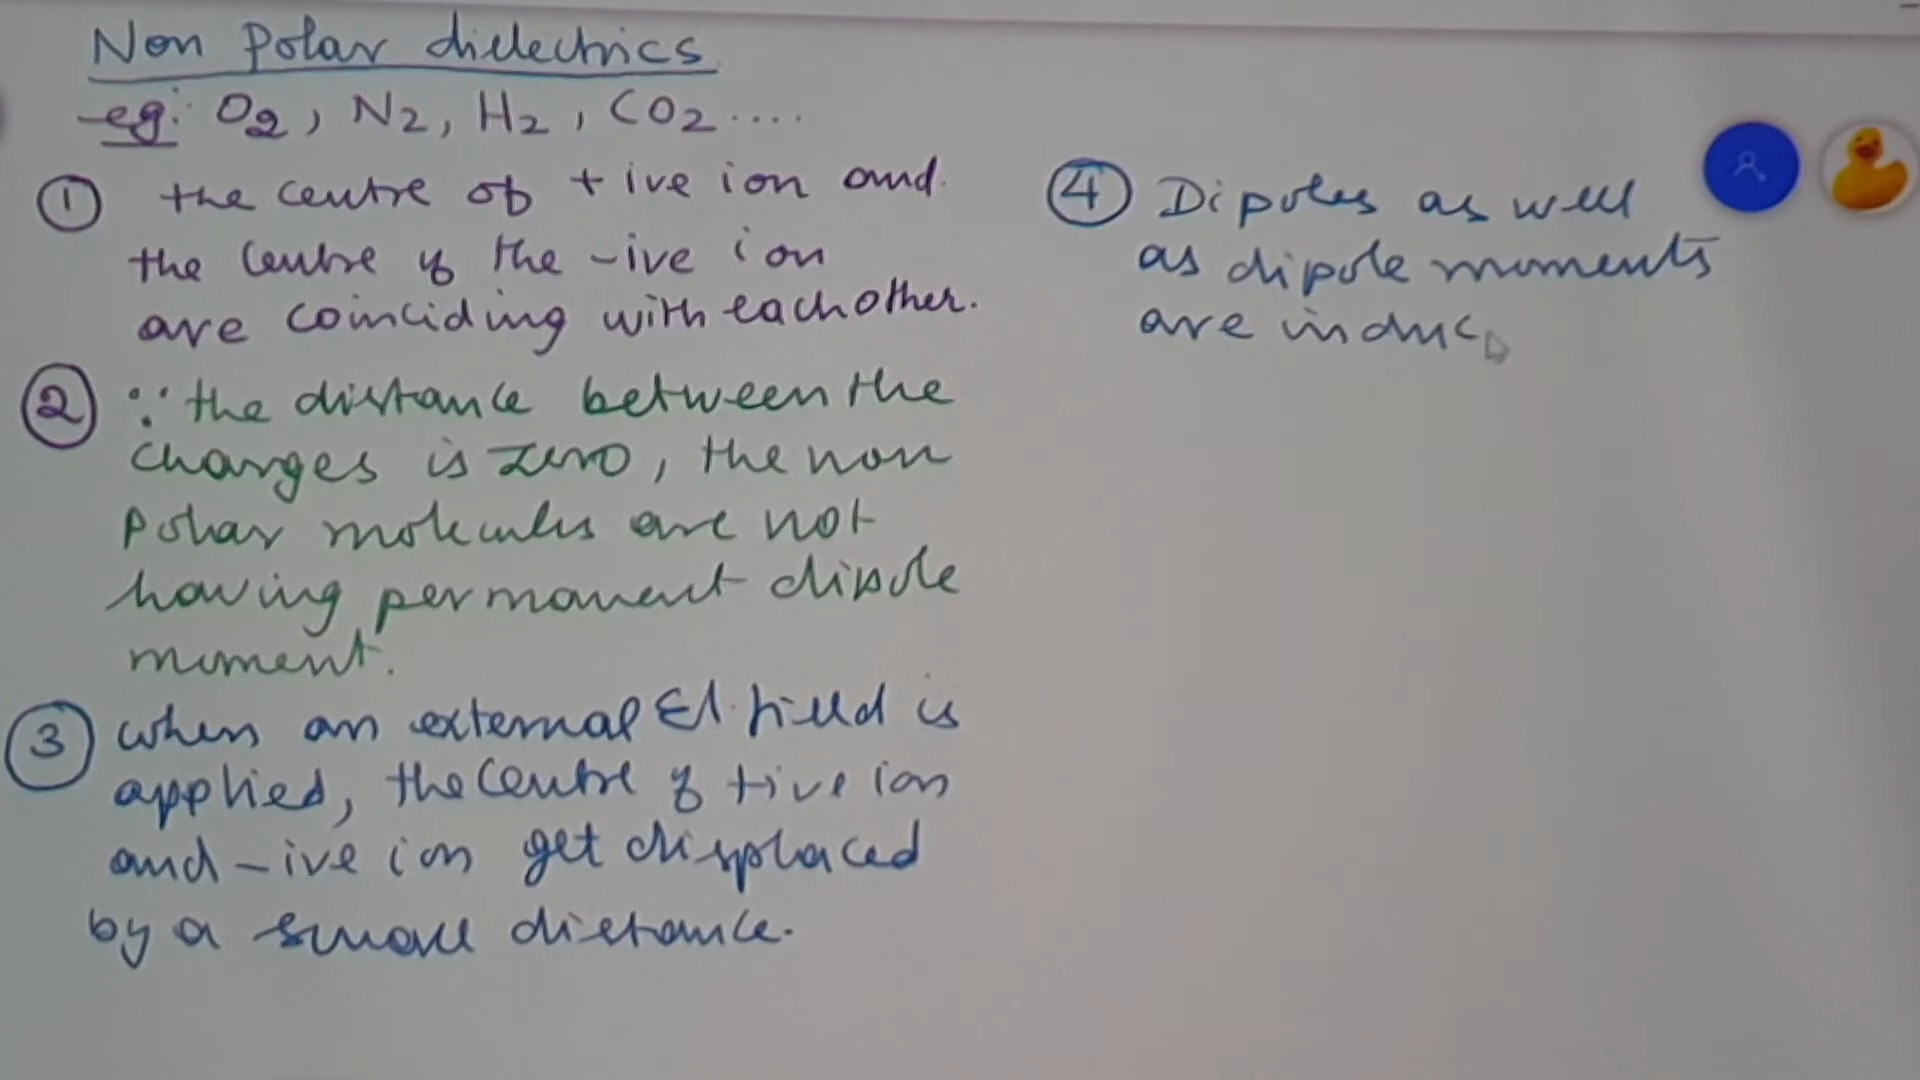 Non Polar dielectrics
eg: O2, N2, H2, CO2....
① the centre of +ive ion and
the centre of the -ive ion
are coinciding with eachother.
② ∵ the distance between the
charges is zero, the non
polar molecules are not
having permanent dipole
moment.
③ when an external El. field is
applied, the centre of +ive ion
and -ive ion get displaced
by a small distance.
④ Dipoles as well
as dipole moments
are induc